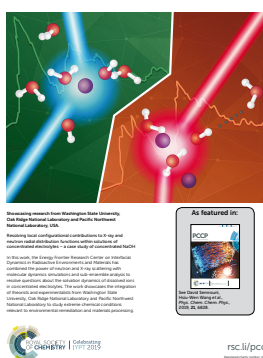 Showcasing research from Washington State University,
Oak Ridge National Laboratory and Pacific Northwest
National Laboratory, USA.
Resolving local configurational contributions to X-ray and
neutron radial distribution functions within solutions of
concentrated electrolytes – a case study of concentrated NaOH
In this work, the Energy Frontier Research Center on Interfacial
Dynamics in Radioactive Environments and Materials has
combined the power of neutron and X-ray scattering with
molecular dynamics simulations and sub-ensemble analysis to
resolve questions about the solvation dynamics of dissolved ions
in concentrated electrolytes. The work showcases the integration
of theorists and experimentalists from Washington State
University, Oak Ridge National Laboratory and Pacific Northwest
National Laboratory to study extreme chemical conditions
relevant to environmental remediation and materials processing.
As featured in:
PCCP
See David Semrouni,
Hsiu-Wen Wang et al.,
Phys. Chem. Chem. Phys.,
2019, 21, 6828.
ROYAL SOCIETY
OF CHEMISTRY
Celebrating
IYPT 2019
rsc.li/pcc